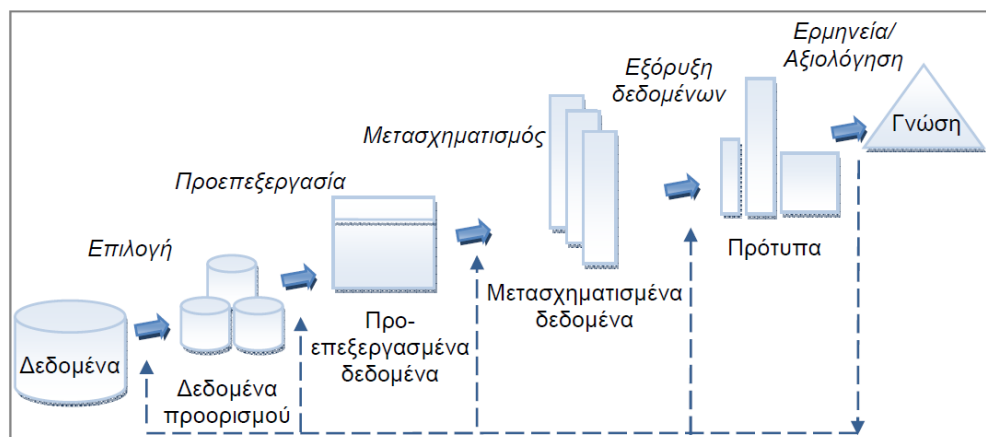 Ερμηνεία/
Αξιολόγηση
Εξόρυξη
δεδομένων
Γνώση
Μετασχηματισμός
Προεπεξεργασία
Πρότυπα
Επιλογή
Μετασχηματισμένα
δεδομένα
Προ-
επεξεργασμένα
δεδομένα
Δεδομένα
Δεδομένα
προορισμού